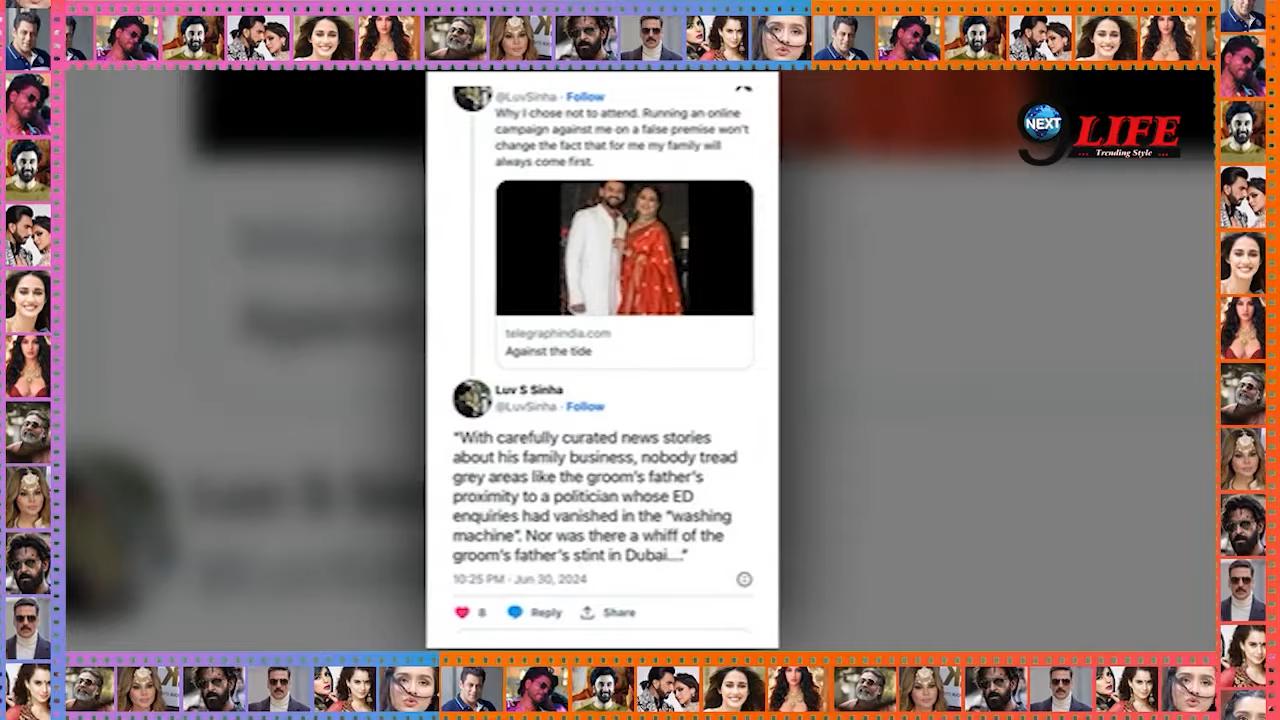 @LuvSinha · Follow
Why I chose not to attend. Running an online
campaign against me on a false premise won't
change the fact that for me my family will
always come first.
telegraphindia.com
Against the tide
Luv S Sinha
@LuvSinha · Follow
"With carefully curated news stories
about his family business, nobody tread
grey areas like the groom's father's
proximity to a politician whose ED
enquiries had vanished in the "washing
machine". Nor was there a whiff of the
groom's father's stint in Dubai...."
10:25 PM · Jun 30, 2024
8 Reply Share
NEXT
9 LIFE
... Trending Style ...